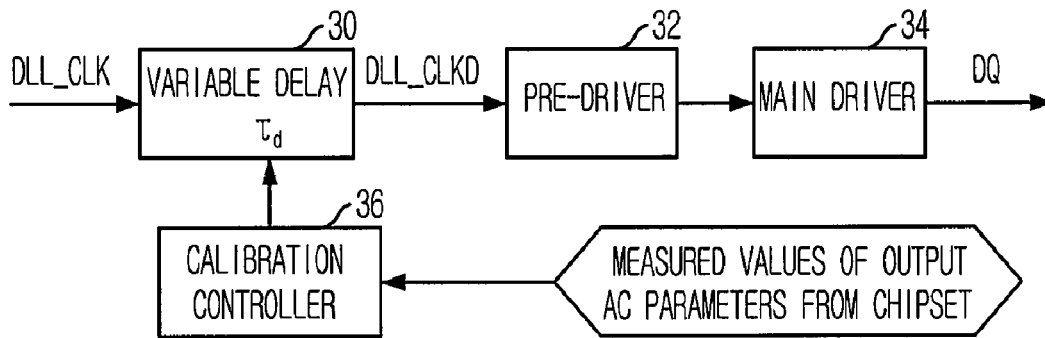 30
32
34
DLL_CLK
VARIABLE DELAY
τd
DLL_CLKD
PRE-DRIVER
MAIN DRIVER
DQ
36
CALIBRATION
CONTROLLER
MEASURED VALUES OF OUTPUT
AC PARAMETERS FROM CHIPSET